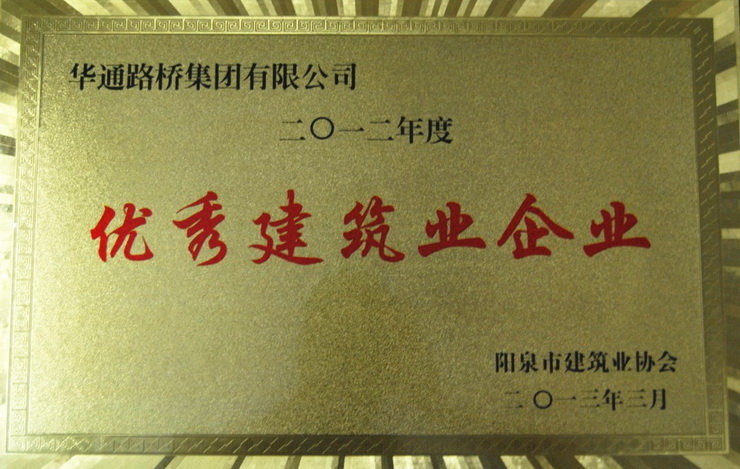 华通路桥集团有限公司
二〇一二年度
优秀建筑业企业
阳泉市建筑业协会
二〇一三年三月